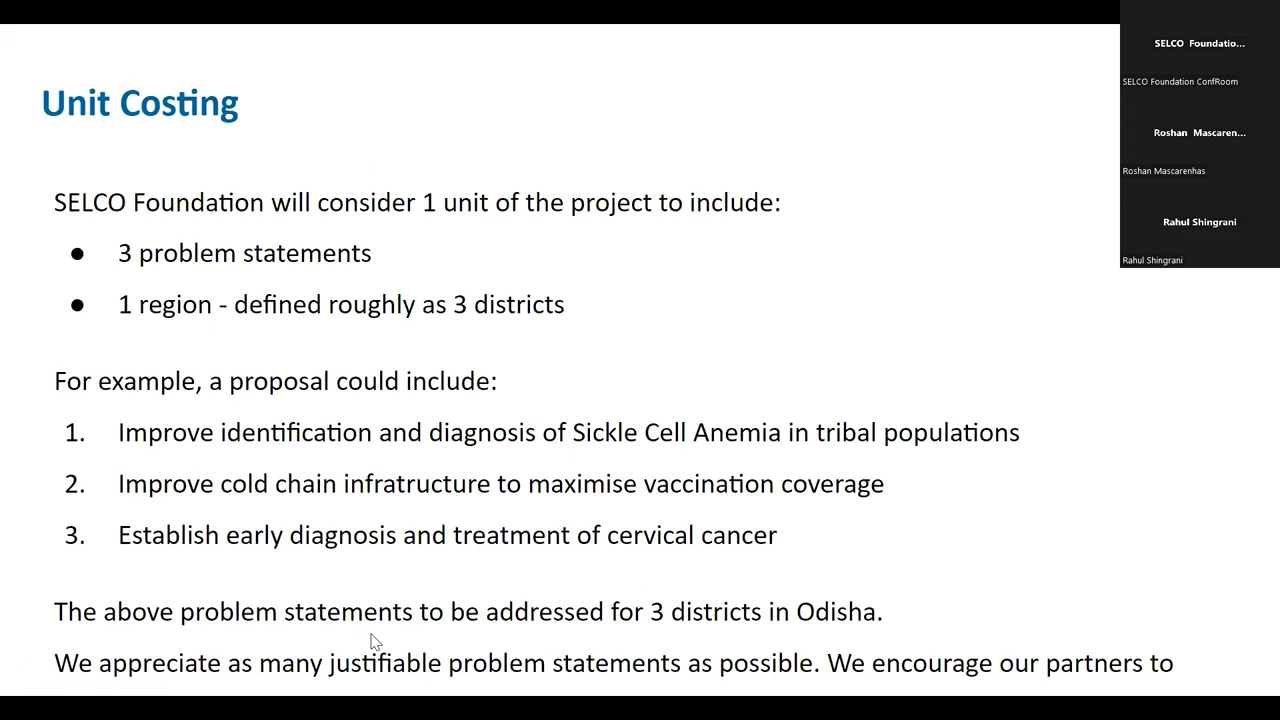 Unit Costing
SELCO Foundation will consider 1 unit of the project to include:
● 3 problem statements
● 1 region - defined roughly as 3 districts
For example, a proposal could include:
1. Improve identification and diagnosis of Sickle Cell Anemia in tribal populations
2. Improve cold chain infratructure to maximise vaccination coverage
3. Establish early diagnosis and treatment of cervical cancer
The above problem statements to be addressed for 3 districts in Odisha.
We appreciate as many justifiable problem statements as possible. We encourage our partners to
SELCO Foundatio...
SELCO Foundation ConfRoom
Roshan Mascaren...
Roshan Mascarenhas
Rahul Shingrani
Rahul Shingrani